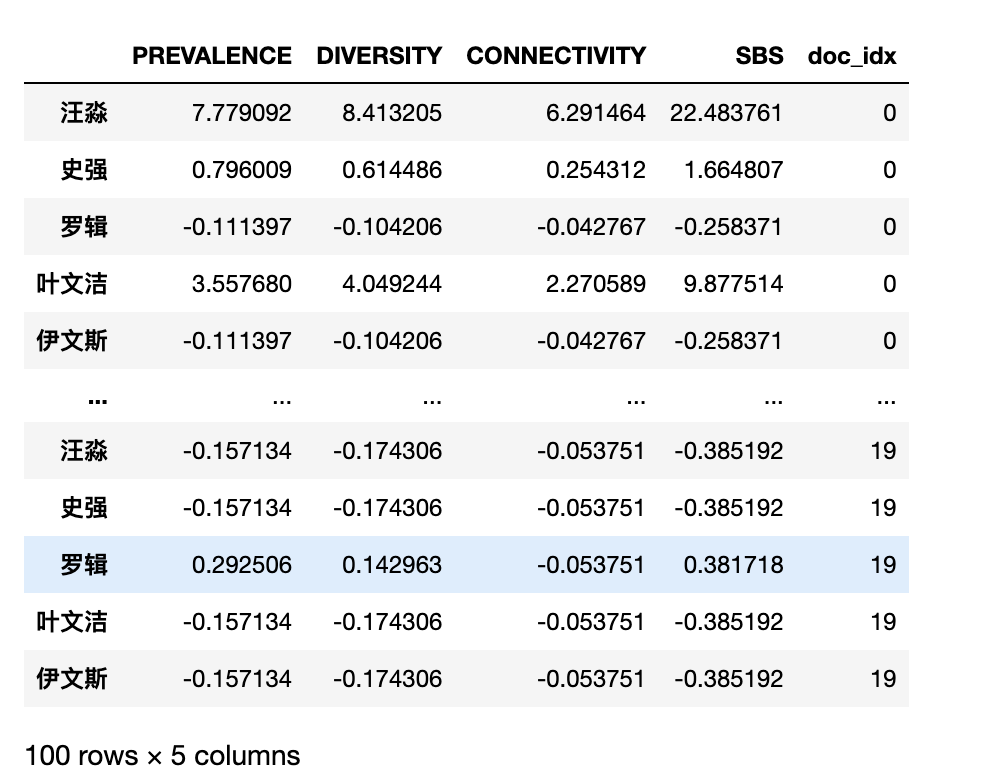 PREVALENCE DIVERSITY CONNECTIVITY SBS doc_idx
汪淼 7.779092 8.413205 6.291464 22.483761 0
史强 0.796009 0.614486 0.254312 1.664807 0
罗辑 -0.111397 -0.104206 -0.042767 -0.258371 0
叶文洁 3.557680 4.049244 2.270589 9.877514 0
伊文斯 -0.111397 -0.104206 -0.042767 -0.258371 0
... ... ... ... ... ...
汪淼 -0.157134 -0.174306 -0.053751 -0.385192 19
史强 -0.157134 -0.174306 -0.053751 -0.385192 19
罗辑 0.292506 0.142963 -0.053751 0.381718 19
叶文洁 -0.157134 -0.174306 -0.053751 -0.385192 19
伊文斯 -0.157134 -0.174306 -0.053751 -0.385192 19
100 rows × 5 columns